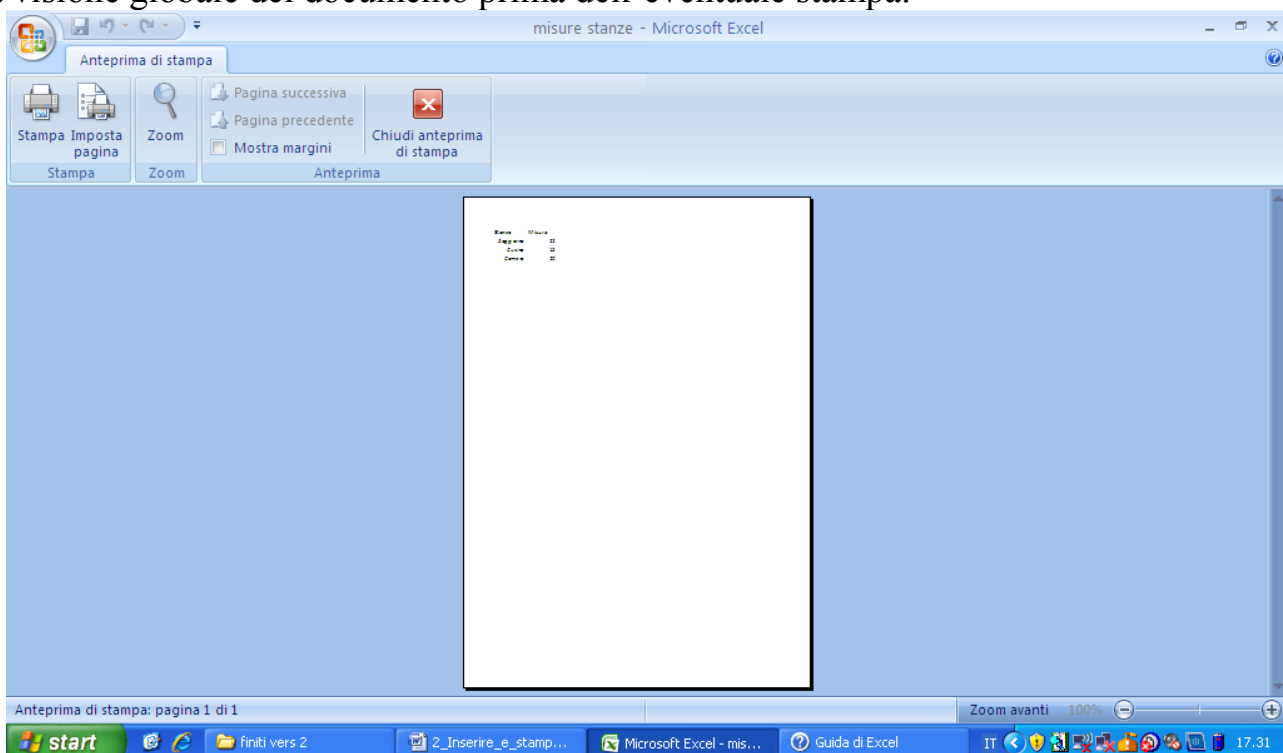 visione globale del documento prima dell'eventuale stampa.
misure stanze - Microsoft Excel
Anteprima di stampa
Stampa
Imposta pagina
Zoom
Pagina successiva
Pagina precedente
Mostra margini
Chiudi anteprima di stampa
Stampa
Zoom
Anteprima
Stanze Misure
Anteprima di stampa: pagina 1 di 1
Zoom avanti 100%
start
finiti vers 2
2_Inserire_e_stamp...
Microsoft Excel - mis...
Guida di Excel
IT
17.31